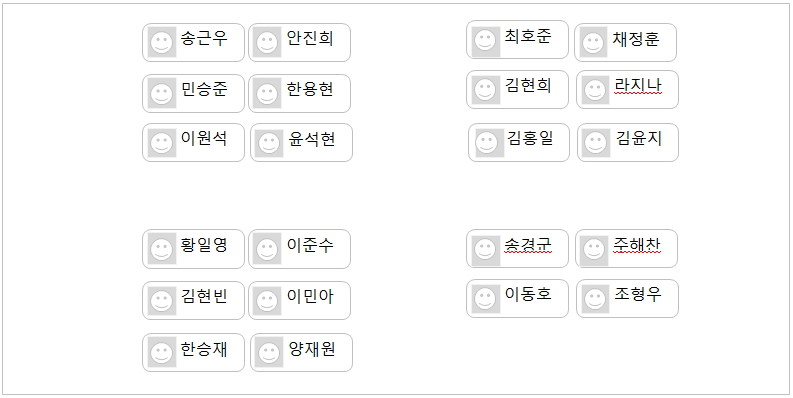 송근우 안진희 최호준 채정훈
민승준 한용현 김현희 라지나
이원석 윤석현 김홍일 김윤지
황일영 이준수 송경군 주해찬
김현빈 이민아 이동호 조형우
한승재 양재원